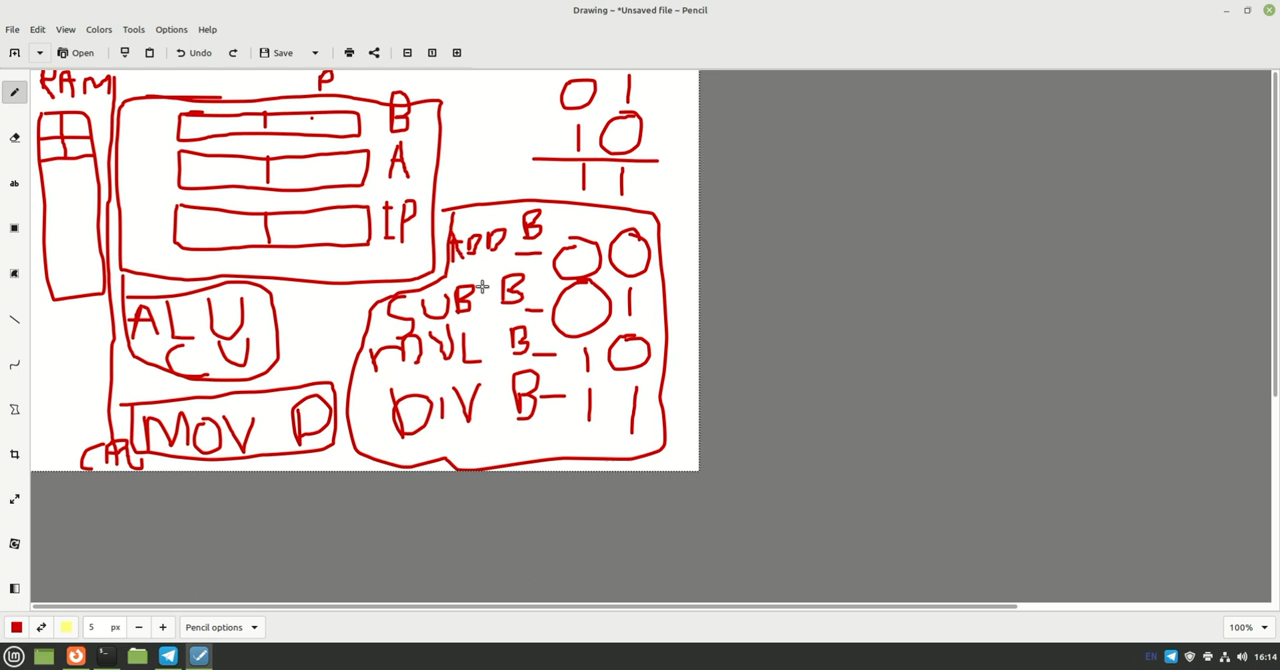 Drawing ~ *Unsaved file ~ Pencil
File Edit View Colors Tools Options Help
Open Undo Save
ab
RAM
P
B
A
IP
0 1
1 0
1 1
ADD B _ 0 0
SUB B _ 0 1
MUL B _ 1 0
DIV B - 1 1
ALU
CU
MOV D
5 px Pencil options 100%
EN 16:14